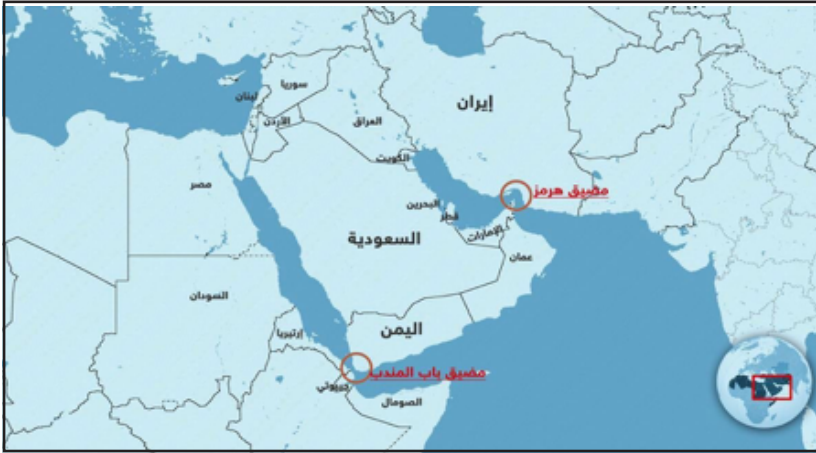 سوريا
لبنان
العراق
الأردن
إيران
الكويت
مصر
مضيق هرمز
البحرين
قطر
الإمارات
السعودية
عمان
السودان
إرتيريا
اليمن
مضيق باب المندب
جيبوتي
الصومال